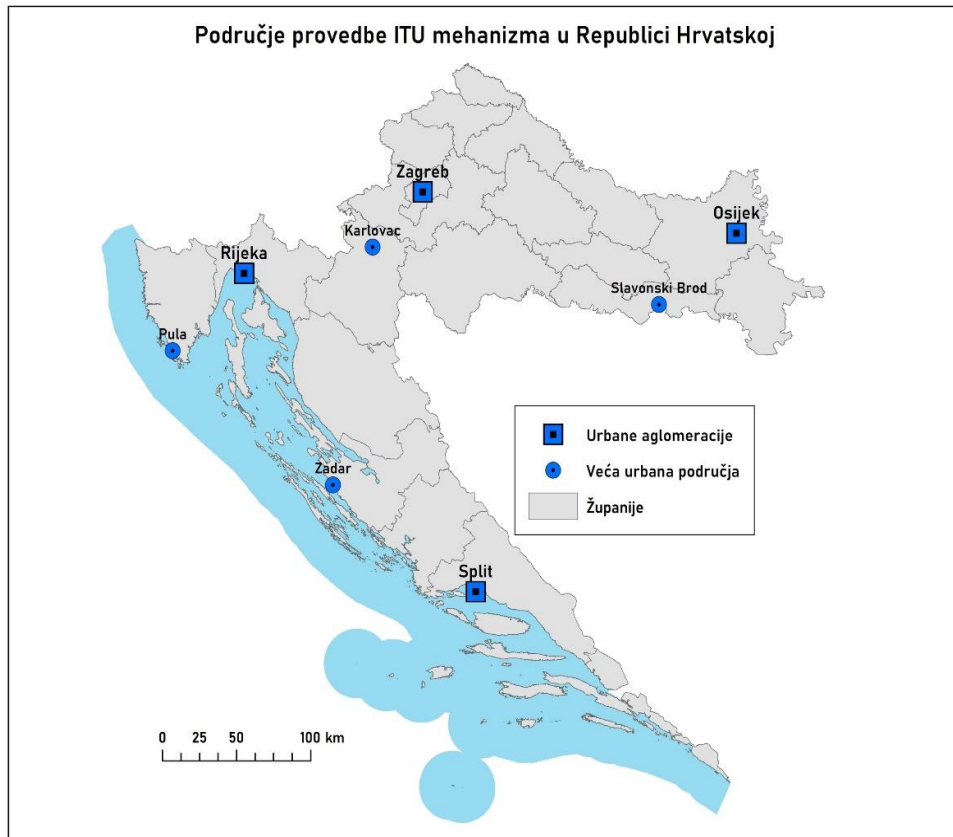 Područje provedbe ITU mehanizma u Republici Hrvatskoj
Zagreb
Osijek
Karlovac
Rijeka
Slavonski Brod
Pula
Urbane aglomeracije
Veća urbana područja
Županije
Zadar
Split
0 25 50 100 km